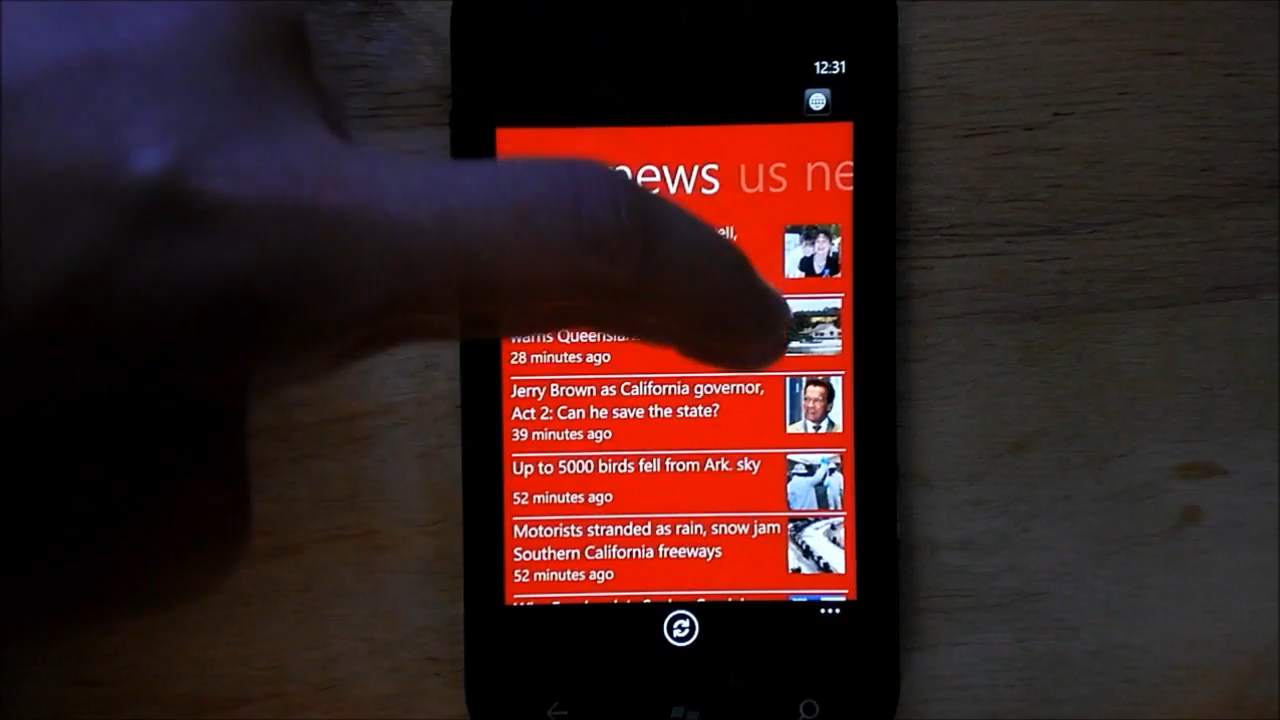 12:31
news us ne
ell,
warns
28 minutes ago
Jerry Brown as California governor,
Act 2: Can he save the state?
39 minutes ago
Up to 5000 birds fell from Ark. sky
52 minutes ago
Motorists stranded as rain, snow jam
Southern California freeways
52 minutes ago